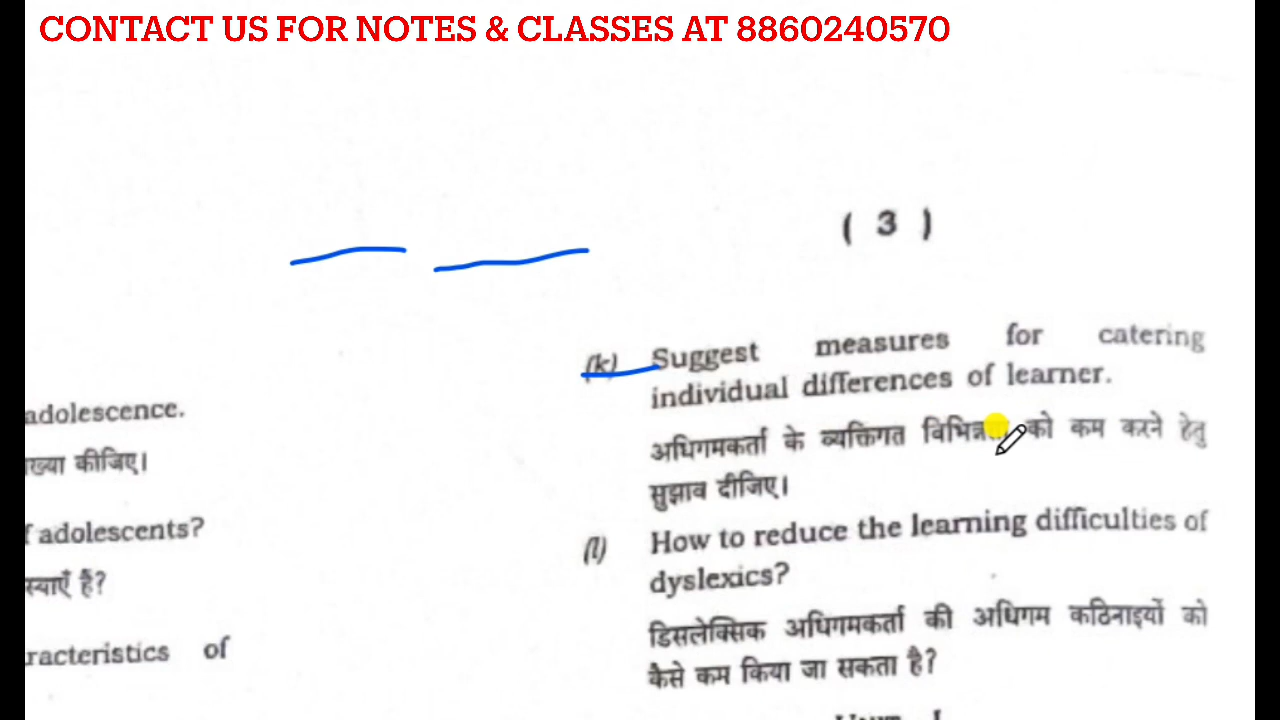 CONTACT US FOR NOTES & CLASSES AT 8860240570
( 3 )
adolescence.
ख्या कीजिए।
f adolescents?
स्याएँ हैं?
racteristics of
(k) Suggest measures for catering
individual differences of learner.
अधिगमकर्ता के व्यक्तिगत को कम करने हेतु
सुझाव दीजिए।
(l) How to reduce the learning difficulties of
dyslexics?
डिसलेक्सिक अधिगमकर्ता की अधिगम कठिनाइयों को
कैसे कम किया जा सकता है?